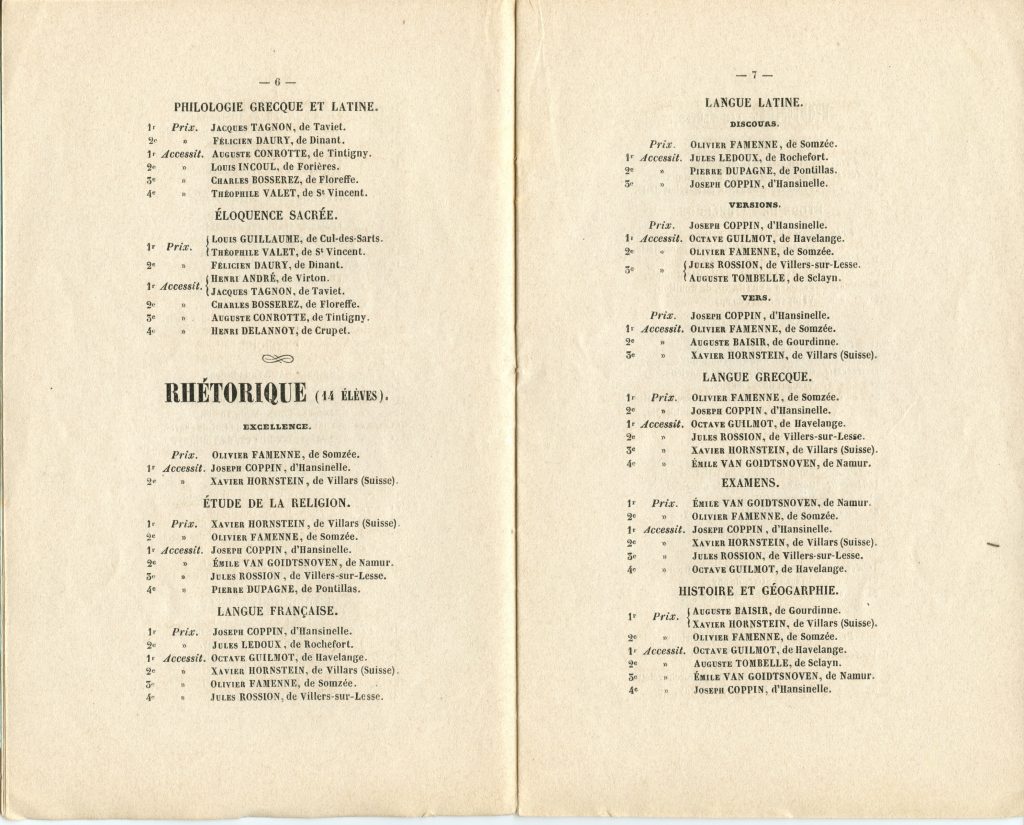 — 6 —
PHILOLOGIE GRECQUE ET LATINE.
1r Prix. JACQUES TAGNON, de Taviet.
2e » FÉLICIEN DAURY, de Dinant.
1r Accessit. AUGUSTE CONROTTE, de Tintigny.
2e » LOUIS INCOUL, de Forières.
3e » CHARLES BOSSEREZ, de Floreffe.
4e » THÉOPHILE VALET, de St Vincent.
ÉLOQUENCE SACRÉE.
1r Prix. { LOUIS GUILLAUME, de Cul-des-Sarts.
THÉOPHILE VALET, de St Vincent.
2e » FÉLICIEN DAURY, de Dinant.
1r Accessit. { HENRI ANDRÉ, de Virton.
JACQUES TAGNON, de Taviet.
2e » CHARLES BOSSEREZ, de Floreffe.
3e » AUGUSTE CONROTTE, de Tintigny.
4e » HENRI DELANNOY, de Crupet.
RHÉTORIQUE (14 ÉLÈVES).
EXCELLENCE.
Prix. OLIVIER FAMENNE, de Somzée.
1r Accessit. JOSEPH COPPIN, d'Hansinelle.
2e » XAVIER HORNSTEIN, de Villars (Suisse).
ÉTUDE DE LA RELIGION.
1r Prix. XAVIER HORNSTEIN, de Villars (Suisse).
2e » OLIVIER FAMENNE, de Somzée.
1r Accessit. JOSEPH COPPIN, d'Hansinelle.
2e » ÉMILE VAN GOIDTSNOVEN, de Namur.
3e » JULES ROSSION, de Villers-sur-Lesse.
4e » PIERRE DUPAGNE, de Pontillas.
LANGUE FRANÇAISE.
1r Prix. JOSEPH COPPIN, d'Hansinelle.
2e » JULES LEDOUX, de Rochefort.
1r Accessit. OCTAVE GUILMOT, de Havelange.
2e » XAVIER HORNSTEIN, de Villars (Suisse).
3e » OLIVIER FAMENNE, de Somzée.
4e » JULES ROSSION, de Villers-sur-Lesse.
— 7 —
LANGUE LATINE.
DISCOURS.
Prix. OLIVIER FAMENNE, de Somzée.
1r Accessit. JULES LEDOUX, de Rochefort.
2e » PIERRE DUPAGNE, de Pontillas.
3e » JOSEPH COPPIN, d'Hansinelle.
VERSIONS.
Prix. JOSEPH COPPIN, d'Hansinelle.
1r Accessit. OCTAVE GUILMOT, de Havelange.
2e » OLIVIER FAMENNE, de Somzée.
3e » { JULES ROSSION, de Villers-sur-Lesse.
AUGUSTE TOMBELLE, de Sclayn.
VERS.
Prix. JOSEPH COPPIN, d'Hansinelle.
1r Accessit. OLIVIER FAMENNE, de Somzée.
2e » AUGUSTE BAISIR, de Gourdinne.
3e » XAVIER HORNSTEIN, de Villars (Suisse).
LANGUE GRECQUE.
1r Prix. OLIVIER FAMENNE, de Somzée.
2e » JOSEPH COPPIN, d'Hansinelle.
1r Accessit. OCTAVE GUILMOT, de Havelange.
2e » JULES ROSSION, de Villers-sur-Lesse.
3e » XAVIER HORNSTEIN, de Villars (Suisse).
4e » ÉMILE VAN GOIDTSNOVEN, de Namur.
EXAMENS.
1r Prix. ÉMILE VAN GOIDTSNOVEN, de Namur.
2e » OLIVIER FAMENNE, de Somzée.
1r Accessit. JOSEPH COPPIN, d'Hansinelle.
2e » XAVIER HORNSTEIN, de Villars (Suisse).
3e » JULES ROSSION, de Villers-sur-Lesse.
4e » OCTAVE GUILMOT, de Havelange.
HISTOIRE ET GÉOGARPHIE.
1r Prix. { AUGUSTE BAISIR, de Gourdinne.
XAVIER HORNSTEIN, de Villars (Suisse).
2e » OLIVIER FAMENNE, de Somzée.
1r Accessit. OCTAVE GUILMOT, de Havelange.
2e » AUGUSTE TOMBELLE, de Sclayn.
3e » ÉMILE VAN GOIDTSNOVEN, de Namur.
4e » JOSEPH COPPIN, d'Hansinelle.